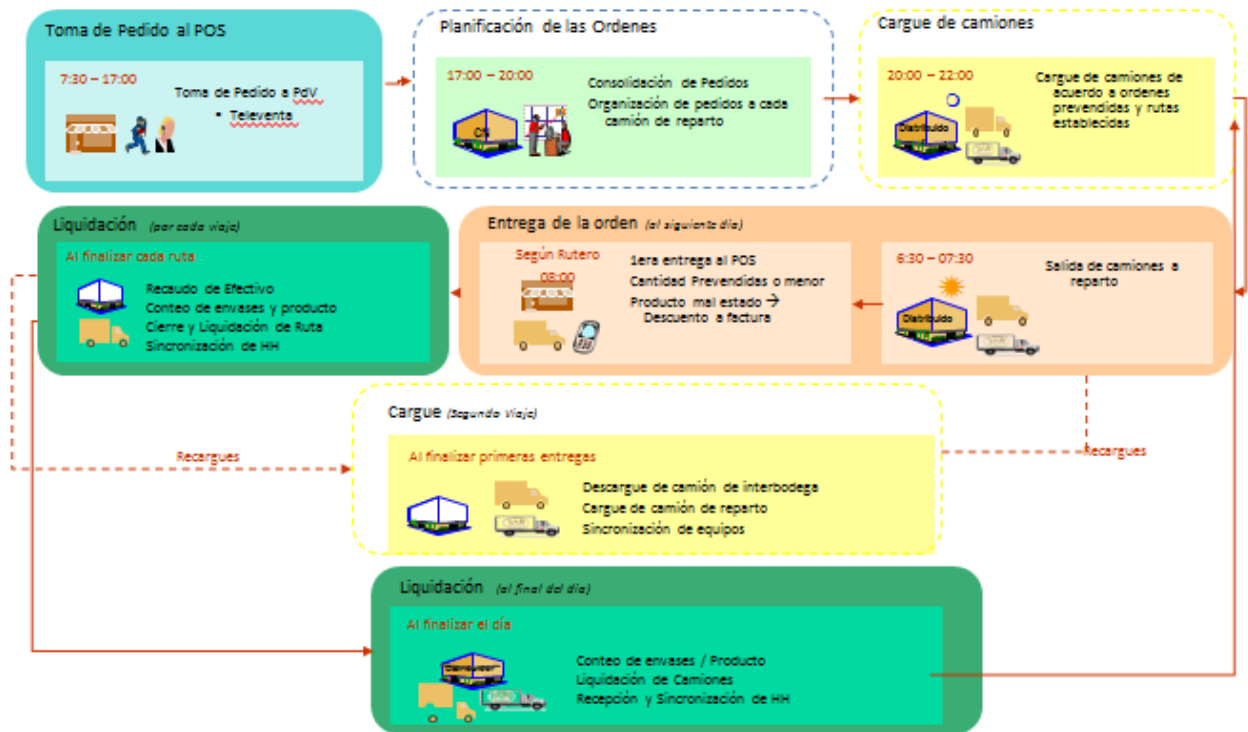 Toma de Pedido al POS
7:30 – 17:00
Toma de Pedido a PdV
• Televenta
Planificación de las Ordenes
17:00 – 20:00
Consolidación de Pedidos
Organización de pedidos a cada
camión de reparto
CN
Cargue de camiones
20:00 – 22:00
Cargue de camiones de
acuerdo a ordenes
prevendidas y rutas
establecidas
Distribuido
Liquidación (por cada viaje)
Al finalizar cada ruta
Recaudo de Efectivo
Conteo de envases y producto
Cierre y Liquidación de Ruta
Sincronización de HH
Entrega de la orden (al siguiente día)
Según Rutero
08:00
1era entrega al POS
Cantidad Prevendidas o menor
Producto mal estado →
Descuento a factura
6:30 – 07:30
Salida de camiones a
reparto
Distribuido
Cargue (Segundo Viaje)
Al finalizar primeras entregas
Descargue de camión de interbodega
Cargue de camión de reparto
Sincronización de equipos
Recargues
Recargues
Liquidación (al final del día)
Al finalizar el día
Conteo de envases / Producto
Liquidación de Camiones
Recepción y Sincronización de HH